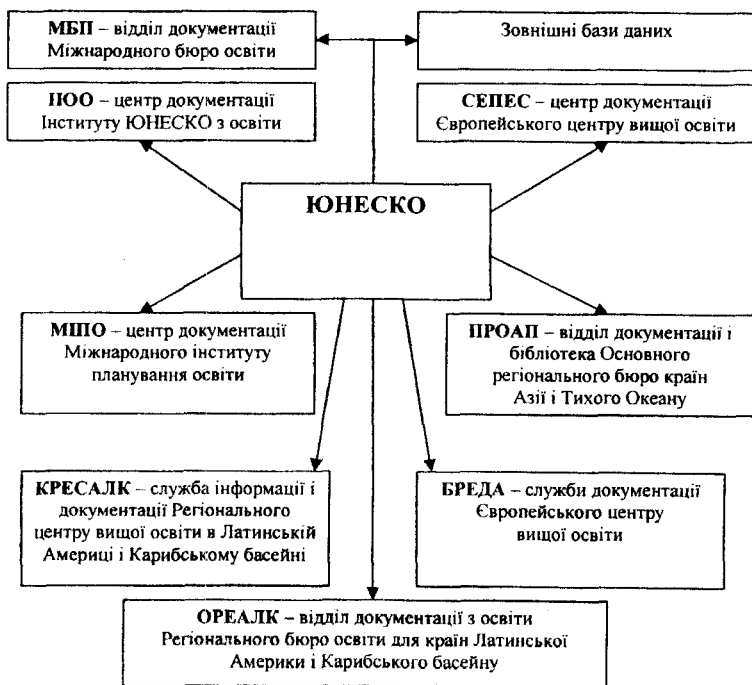 МБП – відділ документації
Міжнародного бюро освіти
Зовнішні бази даних
ІЮО – центр документації
Інституту ЮНЕСКО з освіти
СЕПЕС – центр документації
Європейського центру вищої освіти
ЮНЕСКО
МІПО – центр документації
Міжнародного інституту
планування освіти
ПРОАП – відділ документації і
бібліотека Основного
регіонального бюро країн
Азії і Тихого Океану
КРЕСАЛК – служба інформації і
документації Регіонального
центру вищої освіти в Латинській
Америці і Карибському басейні
БРЕДА – служби документації
Європейського центру
вищої освіти
ОРЕАЛК – відділ документації з освіти
Регіонального бюро освіти для країн Латинської
Америки і Карибського басейну